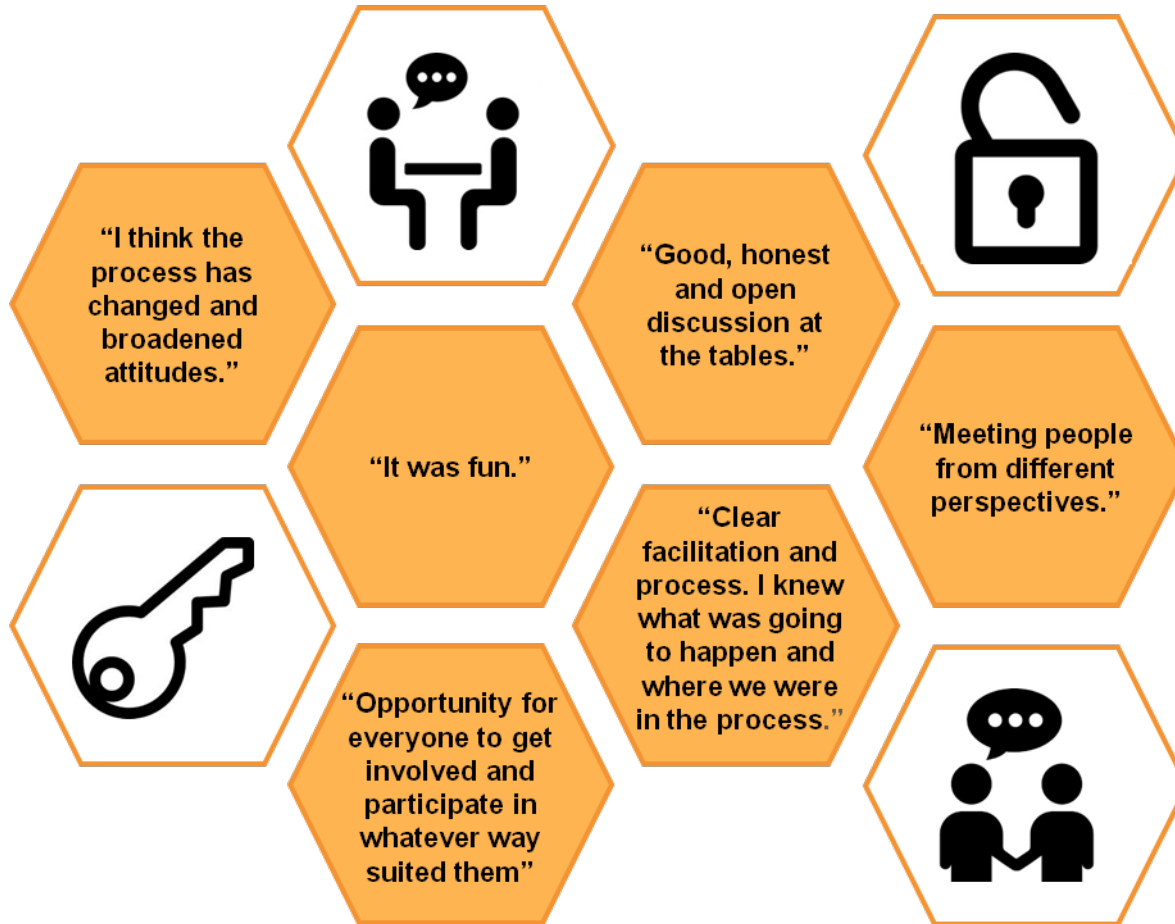 “I think the
process has
changed and
broadened
attitudes.”
“Good, honest
and open
discussion at
the tables.”
“It was fun.”
“Meeting people
from different
perspectives.”
“Clear
facilitation and
process. I knew
what was going
to happen and
where we were
in the process.”
“Opportunity for
everyone to get
involved and
participate in
whatever way
suited them”